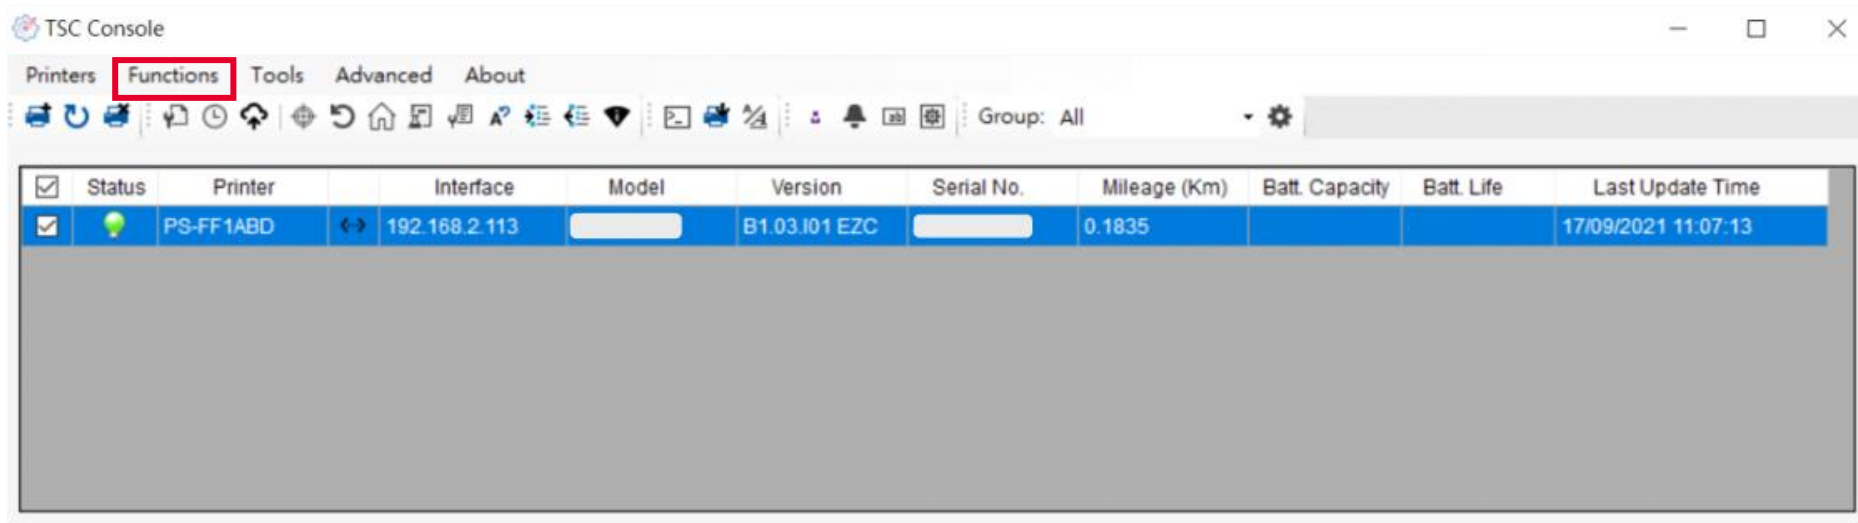 TSC Console
Printers Functions Tools Advanced About
Group: All
Status Printer Interface Model Version Serial No. Mileage (Km) Batt. Capacity Batt. Life Last Update Time
PS-FF1ABD 192.168.2.113 B1.03.I01 EZC 0.1835 17/09/2021 11:07:13